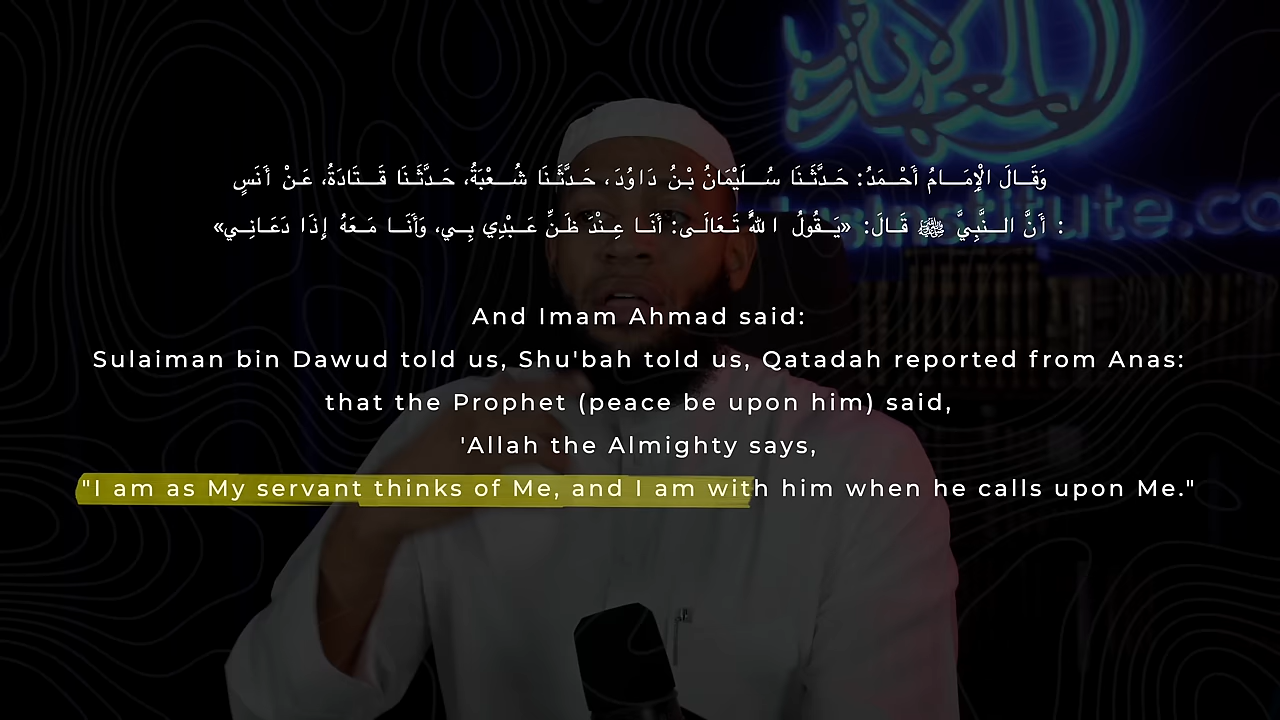 وَقَالَ الْإِمَامُ أَحْمَدُ: حَدَّثَنَا سُلَيْمَانُ بْنُ دَاوُدَ، حَدَّثَنَا شُعْبَةُ، حَدَّثَنَا قَتَادَةُ، عَنْ أَنَسٍ
: أَنَّ النَّبِيَّ ﷺ قَالَ: «يَقُولُ اللهُ تَعَالَى: أَنَا عِنْدَ ظَنِّ عَبْدِي بِي، وَأَنَا مَعَهُ إِذَا دَعَانِي»
And Imam Ahmad said:
Sulaiman bin Dawud told us, Shu'bah told us, Qatadah reported from Anas:
that the Prophet (peace be upon him) said,
'Allah the Almighty says,
"I am as My servant thinks of Me, and I am with him when he calls upon Me."